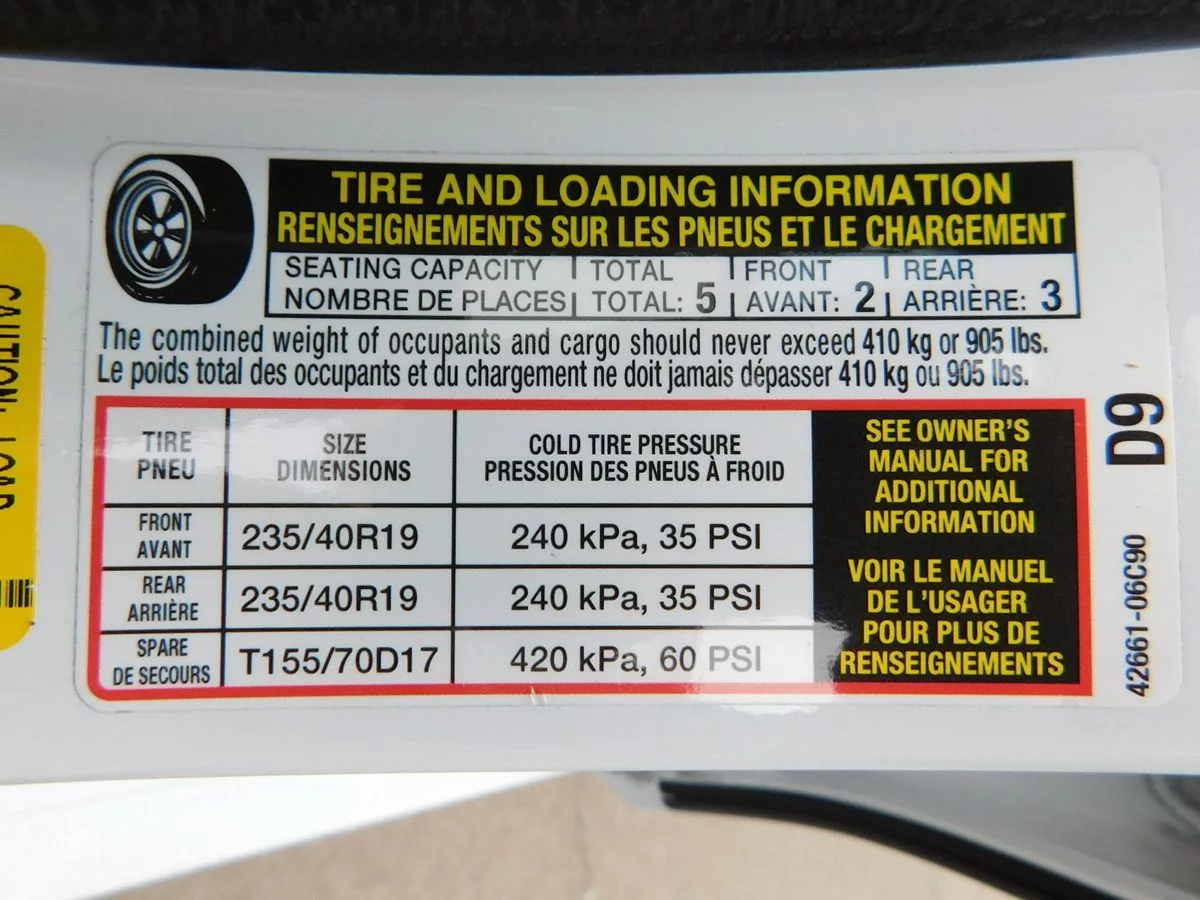 TIRE AND LOADING INFORMATION
RENSEIGNEMENTS SUR LES PNEUS ET LE CHARGEMENT
SEATING CAPACITY | TOTAL | FRONT | REAR
NOMBRE DE PLACES | TOTAL: 5 | AVANT: 2 | ARRIÈRE: 3
The combined weight of occupants and cargo should never exceed 410 kg or 905 lbs.
Le poids total des occupants et du chargement ne doit jamais dépasser 410 kg ou 905 lbs.
TIRE
PNEU
SIZE
DIMENSIONS
COLD TIRE PRESSURE
PRESSION DES PNEUS À FROID
FRONT
AVANT
235/40R19
240 kPa, 35 PSI
REAR
ARRIÈRE
235/40R19
240 kPa, 35 PSI
SPARE
DE SECOURS
T155/70D17
420 kPa, 60 PSI
SEE OWNER'S
MANUAL FOR
ADDITIONAL
INFORMATION
VOIR LE MANUEL
DE L'USAGER
POUR PLUS DE
RENSEIGNEMENTS
D9
42661-06C90
CAUTION: